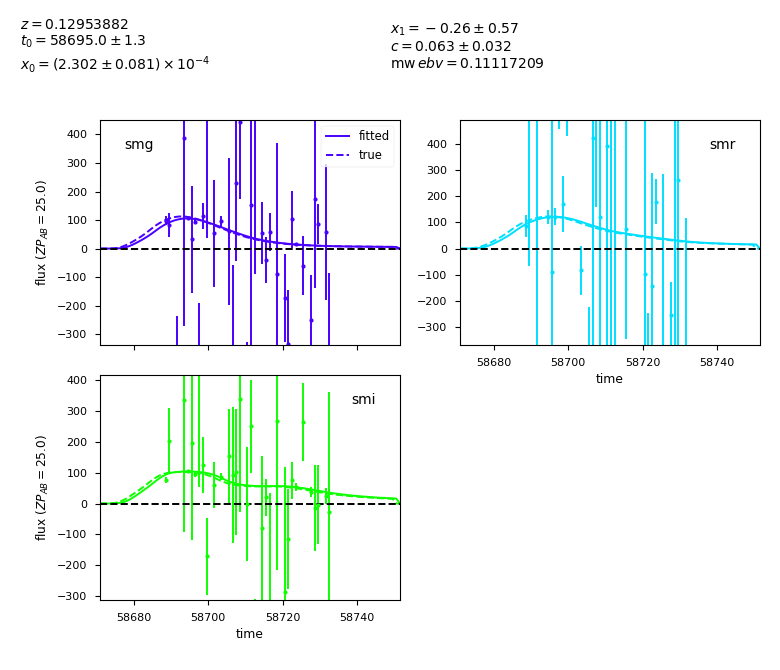 z = 0.12953882
t₀ = 58695.0 ± 1.3
x₀ = (2.302 ± 0.081) × 10⁻⁴
x₁ = −0.26 ± 0.57
c = 0.063 ± 0.032
mwebv = 0.11117209
smg
fitted
true
400
300
200
100
0
−100
−200
−300
flux (ZP_AB = 25.0)
smr
400
300
200
100
0
−100
−200
−300
58680
58700
58720
58740
time
smi
400
300
200
100
0
−100
−200
−300
flux (ZP_AB = 25.0)
58680
58700
58720
58740
time